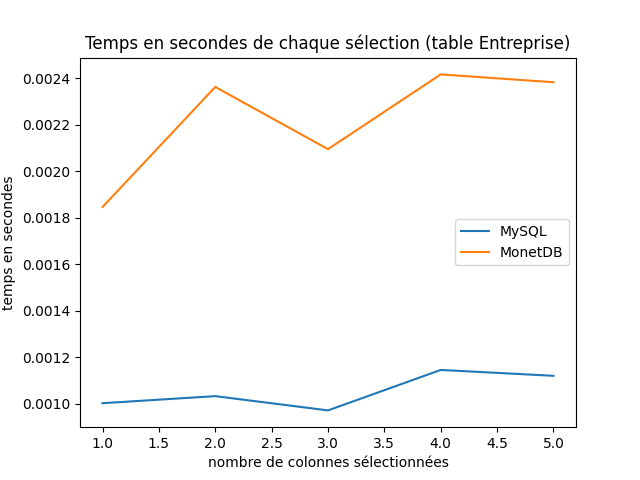 Temps en secondes de chaque sélection (table Entreprise)
0.0024
0.0022
0.0020
0.0018
0.0016
0.0014
0.0012
0.0010
temps en secondes
MySQL
MonetDB
1.0 1.5 2.0 2.5 3.0 3.5 4.0 4.5 5.0
nombre de colonnes sélectionnées